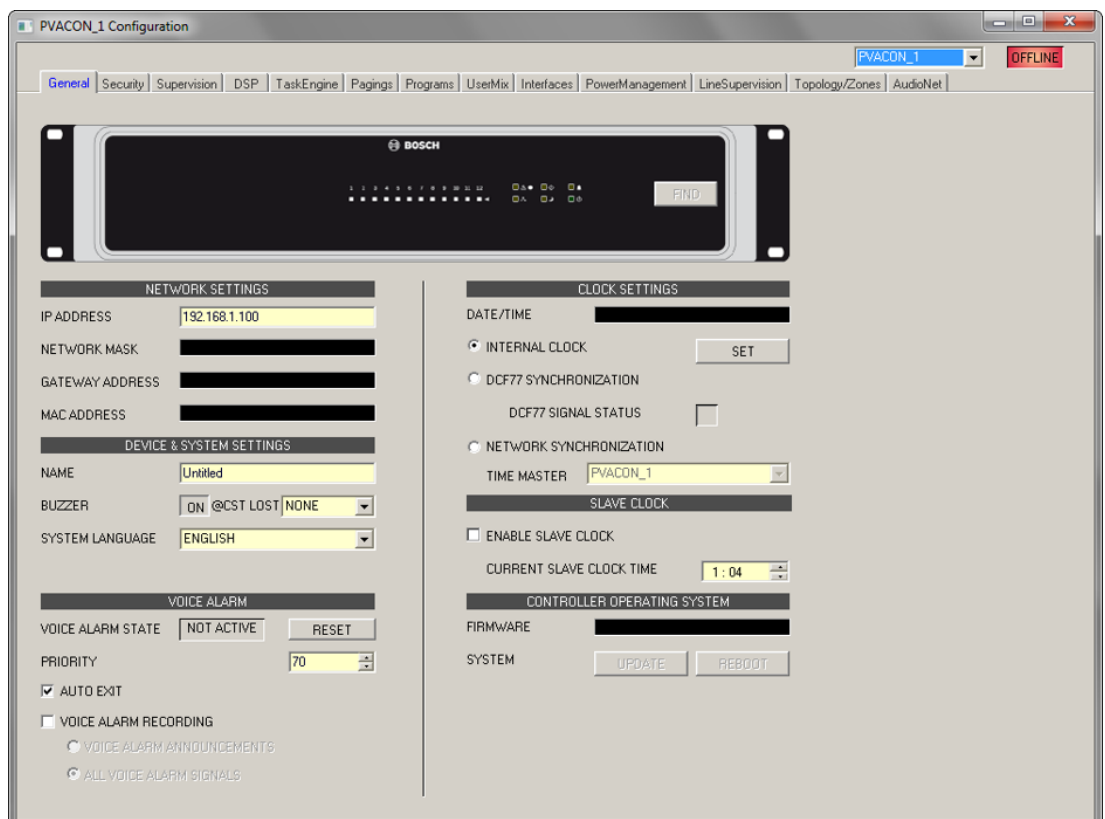 PVACON_1 Configuration
PVACON_1
OFFLINE
General Security Supervision DSP TaskEngine Pagings Programs UserMix Interfaces PowerManagement LineSupervision Topology/Zones AudioNet
BOSCH
1 2 3 4 5 6 7 8 9 10 11 12
FIND
NETWORK SETTINGS
IP ADDRESS 192.168.1.100
NETWORK MASK
GATEWAY ADDRESS
MAC ADDRESS
DEVICE & SYSTEM SETTINGS
NAME Untitled
BUZZER ON @CST LOST NONE
SYSTEM LANGUAGE ENGLISH
VOICE ALARM
VOICE ALARM STATE NOT ACTIVE RESET
PRIORITY 70
AUTO EXIT
VOICE ALARM RECORDING
VOICE ALARM ANNOUNCEMENTS
ALL VOICE ALARM SIGNALS
CLOCK SETTINGS
DATE/TIME
INTERNAL CLOCK SET
DCF77 SYNCHRONIZATION
DCF77 SIGNAL STATUS
NETWORK SYNCHRONIZATION
TIME MASTER PVACON_1
SLAVE CLOCK
ENABLE SLAVE CLOCK
CURRENT SLAVE CLOCK TIME 1 : 04
CONTROLLER OPERATING SYSTEM
FIRMWARE
SYSTEM UPDATE REBOOT